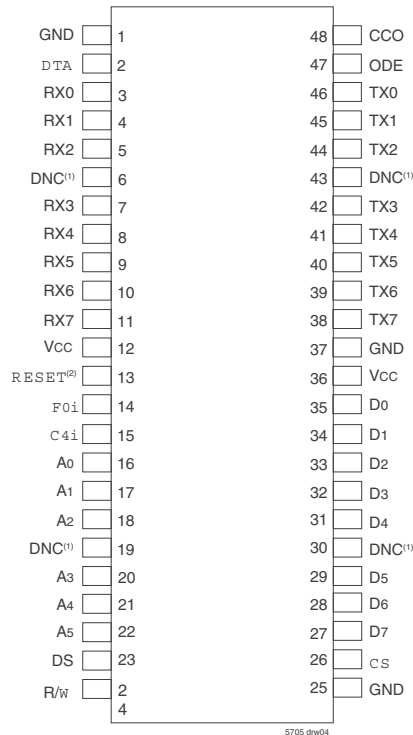 GND 1 48 CCO
DTA 2 47 ODE
RX0 3 46 TX0
RX1 4 45 TX1
RX2 5 44 TX2
DNC(1) 6 43 DNC(1)
RX3 7 42 TX3
RX4 8 41 TX4
RX5 9 40 TX5
RX6 10 39 TX6
RX7 11 38 TX7
VCC 12 37 GND
RESET(2) 13 36 VCC
F0i 14 35 D0
C4i 15 34 D1
A0 16 33 D2
A1 17 32 D3
A2 18 31 D4
DNC(1) 19 30 DNC(1)
A3 20 29 D5
A4 21 28 D6
A5 22 27 D7
DS 23 26 CS
R/W 2 25 GND
4
5705 drw04